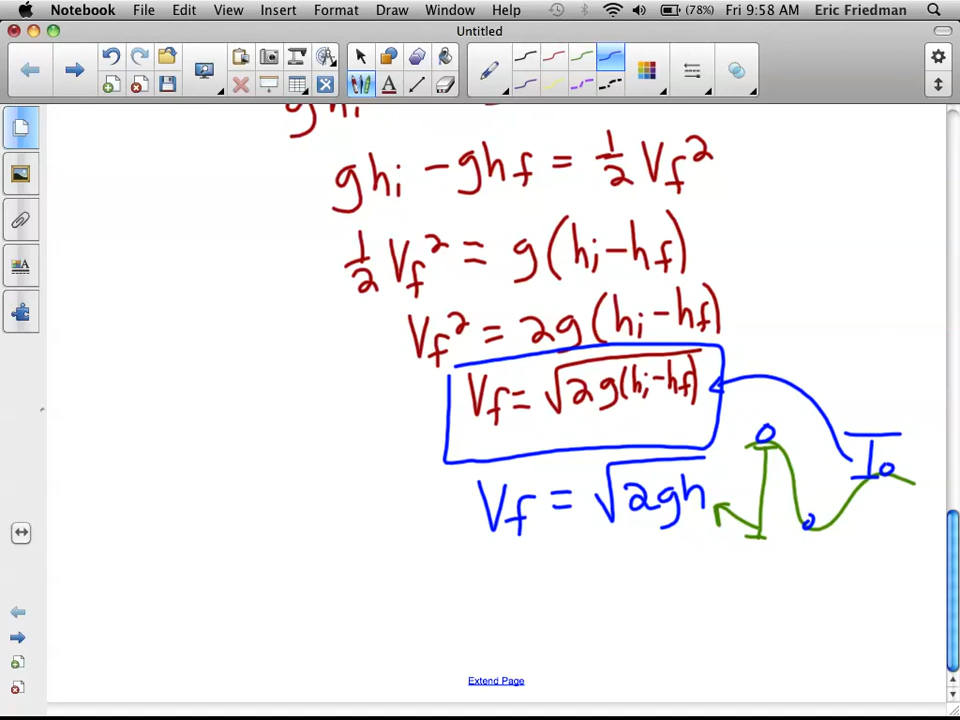 Notebook File Edit View Insert Format Draw Window Help (78%) Fri 9:58 AM Eric Friedman
Untitled
ghi
ghi - ghf = 1/2 Vf²
1/2 Vf² = g(hi-hf)
Vf² = 2g(hi-hf)
Vf = √2g(hi-hf)
Vf = √2gh
Extend Page